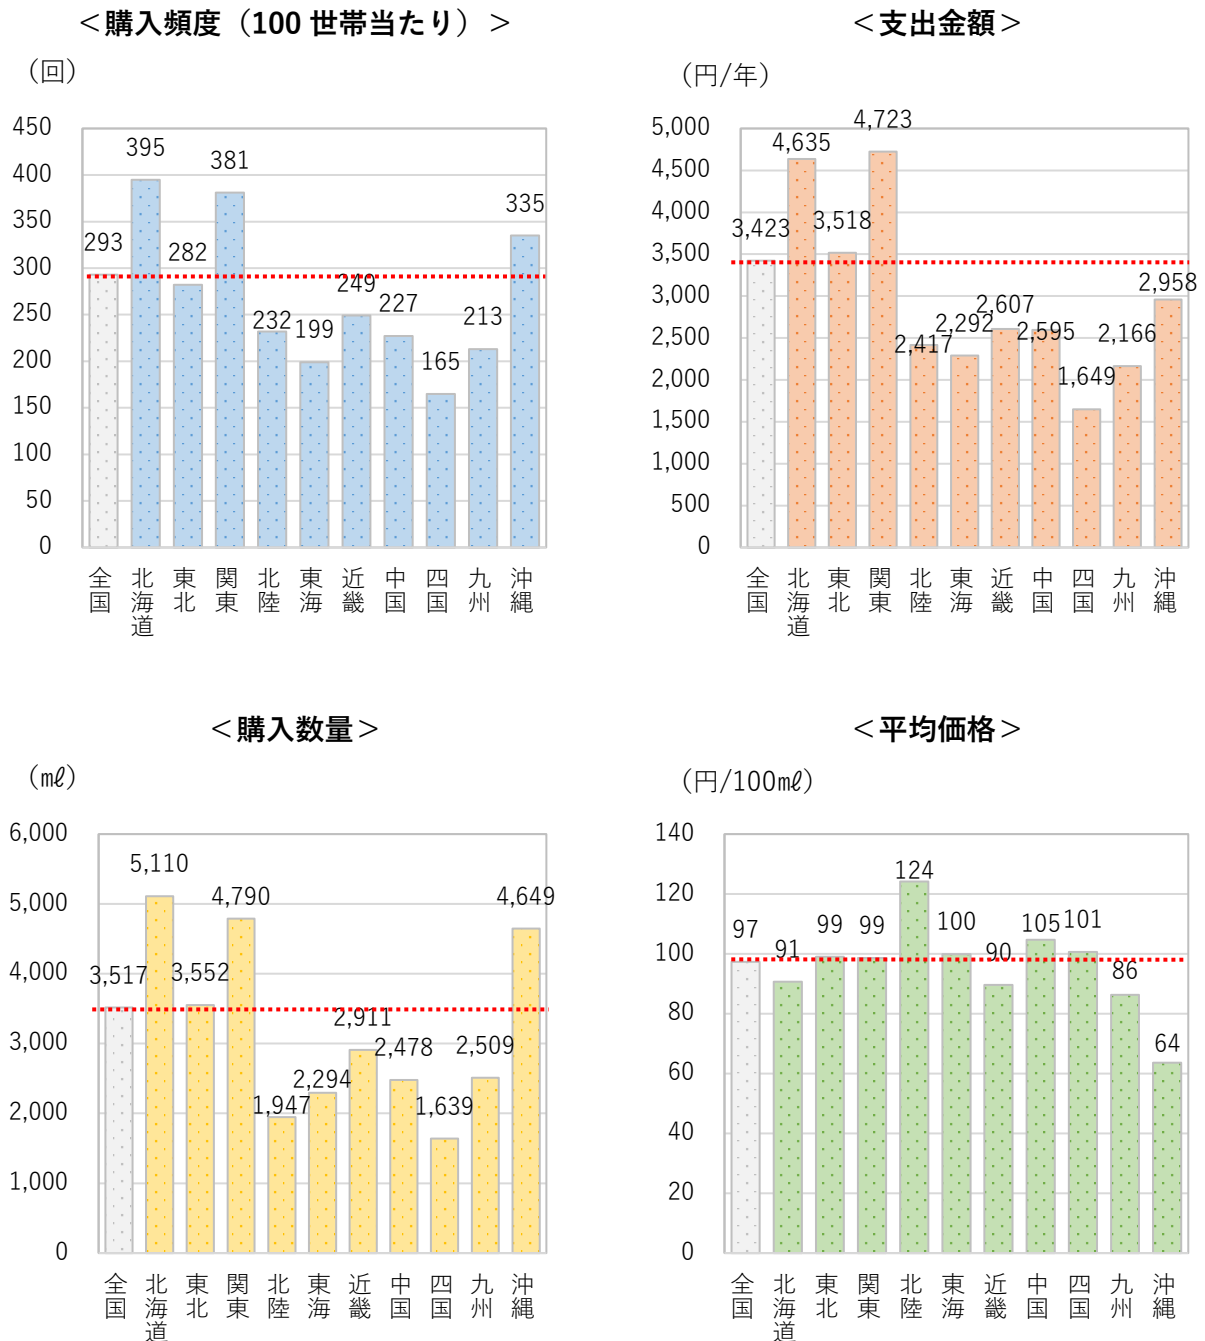 ＜購入頻度（100 世帯当たり）＞
（回）
450
400
350
300
250
200
150
100
50
0
293
395
282
381
232
199
249
227
165
213
335
全国
北海道
東北
関東
北陸
東海
近畿
中国
四国
九州
沖縄
＜支出金額＞
（円/年）
5,000
4,500
4,000
3,500
3,000
2,500
2,000
1,500
1,000
500
0
3,423
4,635
3,518
4,723
2,417
2,292
2,607
2,595
1,649
2,166
2,958
全国
北海道
東北
関東
北陸
東海
近畿
中国
四国
九州
沖縄
＜購入数量＞
（㎖）
6,000
5,000
4,000
3,000
2,000
1,000
0
3,517
5,110
3,552
4,790
1,947
2,294
2,911
2,478
1,639
2,509
4,649
全国
北海道
東北
関東
北陸
東海
近畿
中国
四国
九州
沖縄
＜平均価格＞
（円/100㎖）
140
120
100
80
60
40
20
0
97
91
99
99
124
100
90
105
101
86
64
全国
北海道
東北
関東
北陸
東海
近畿
中国
四国
九州
沖縄